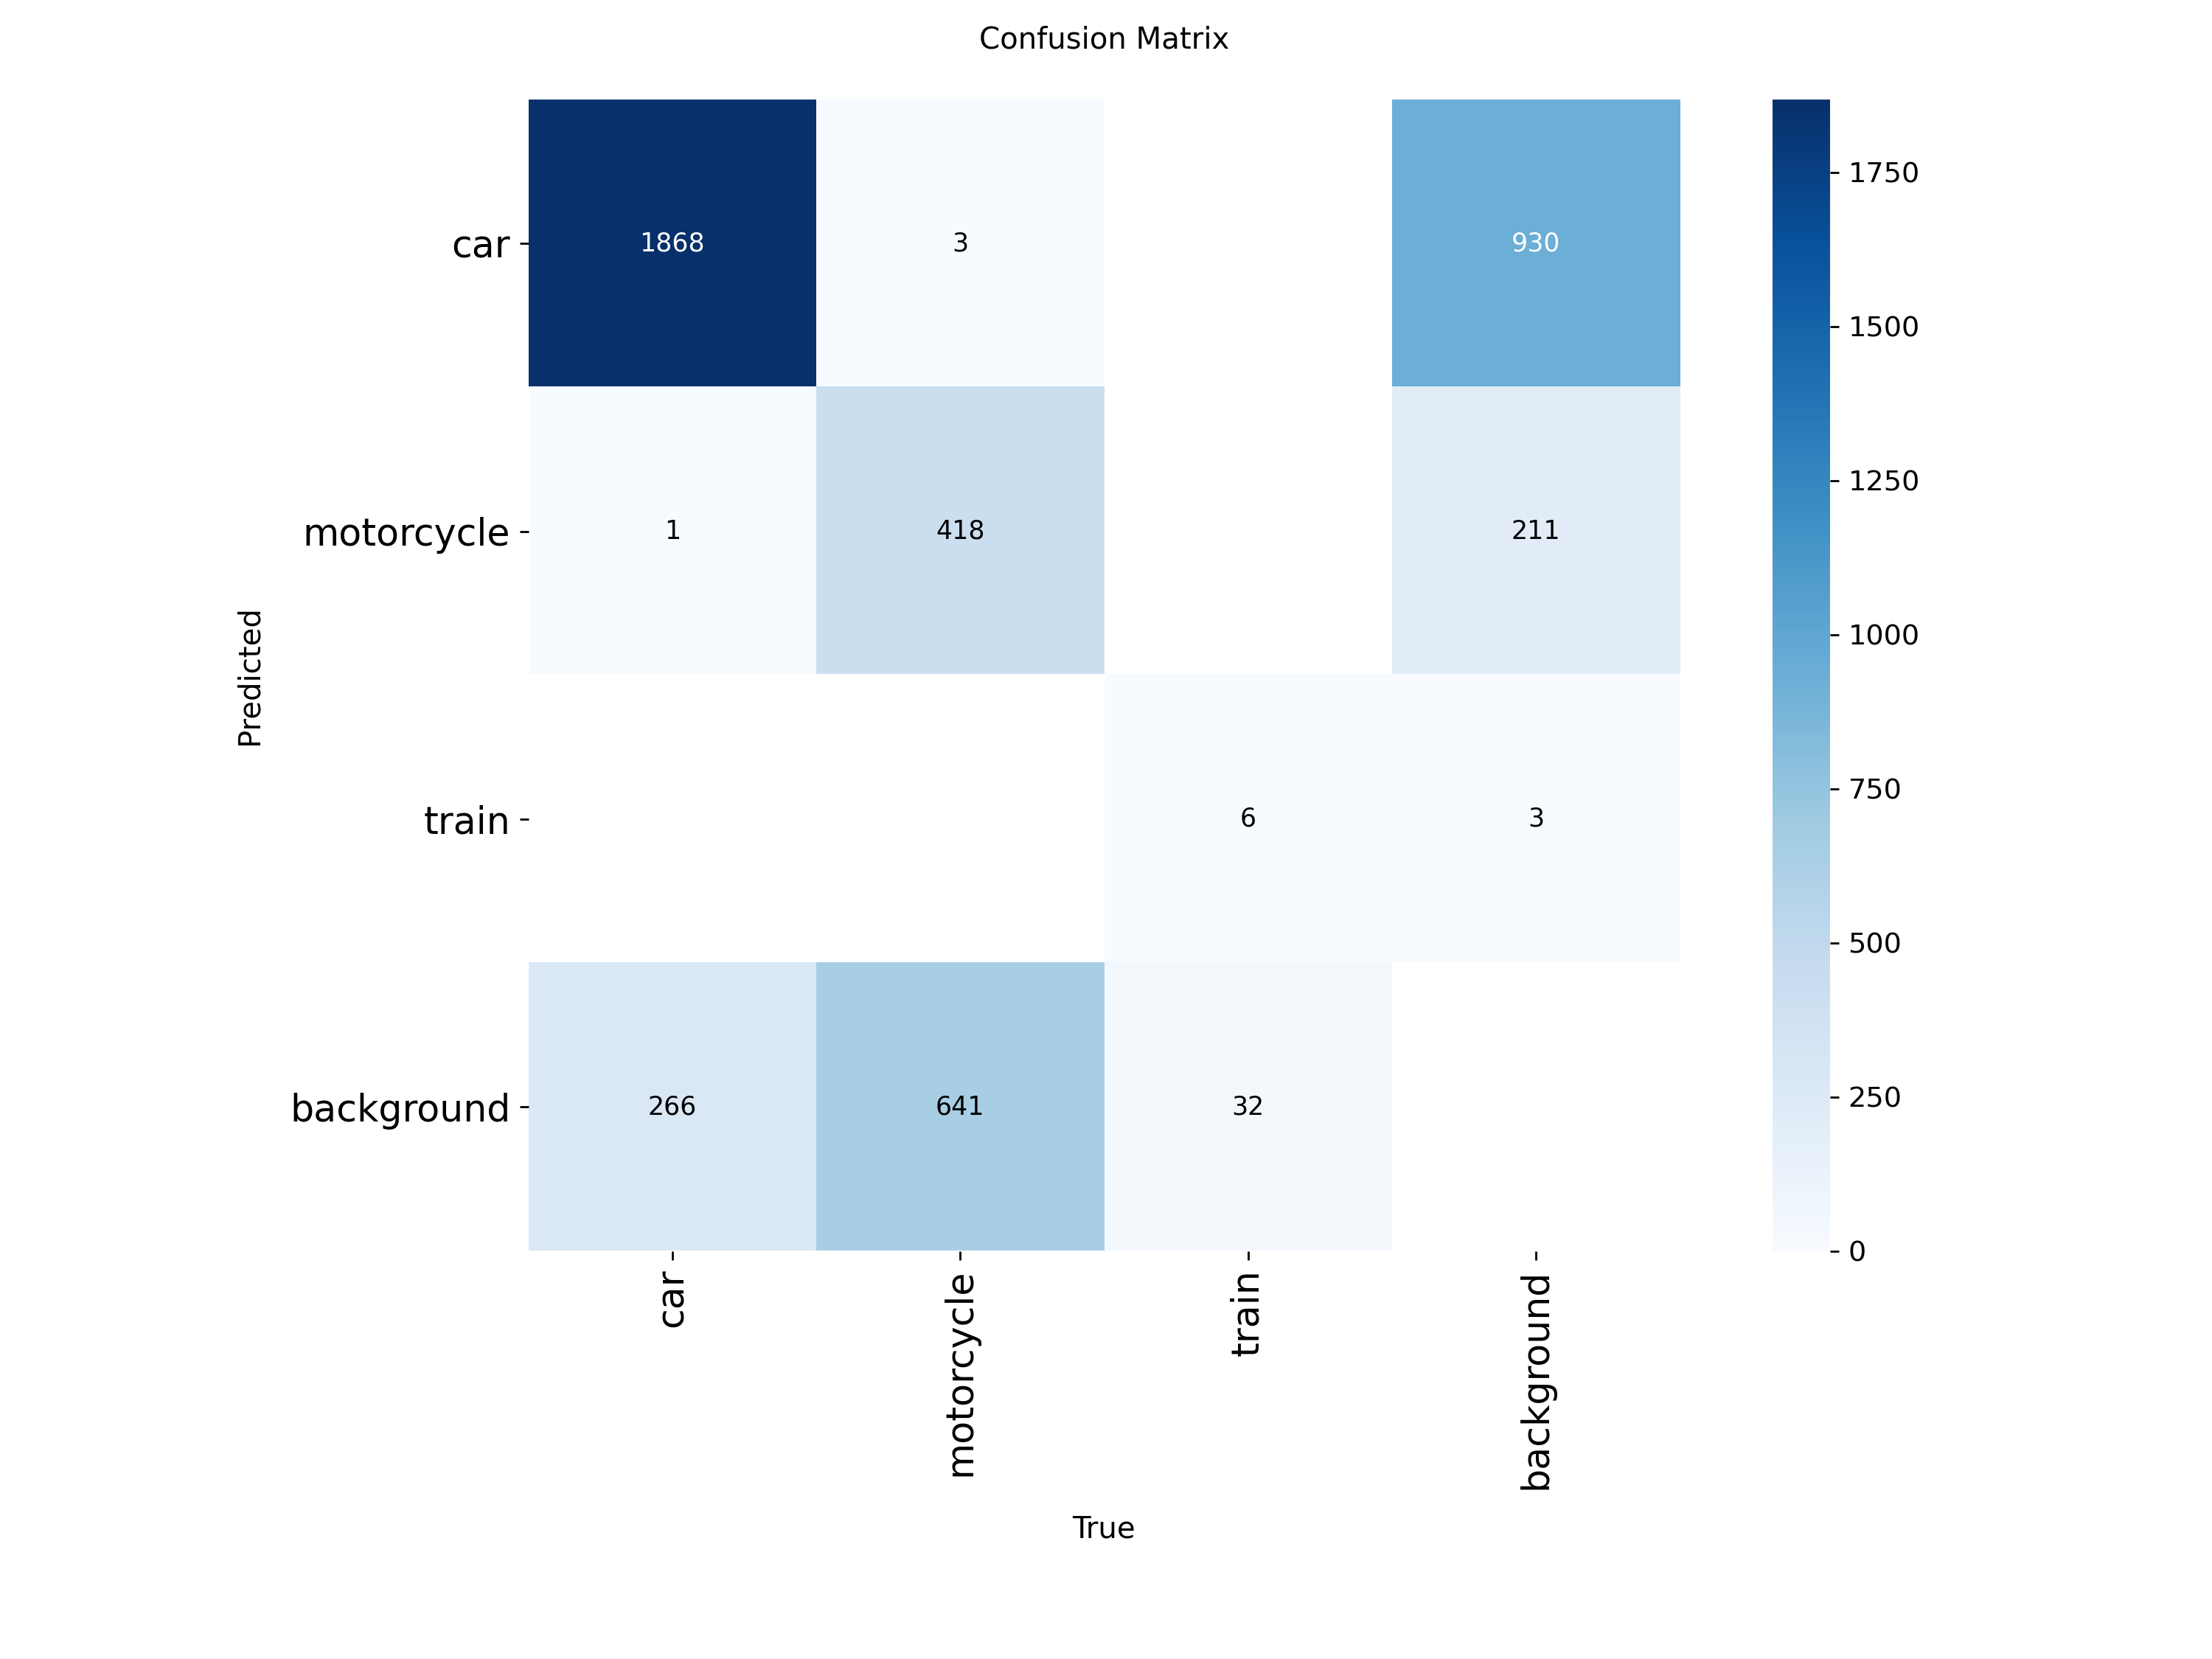 Confusion Matrix
car
1868
3
930
motorcycle
1
418
211
train
6
3
background
266
641
32
Predicted
car
motorcycle
train
background
True
1750
1500
1250
1000
750
500
250
0